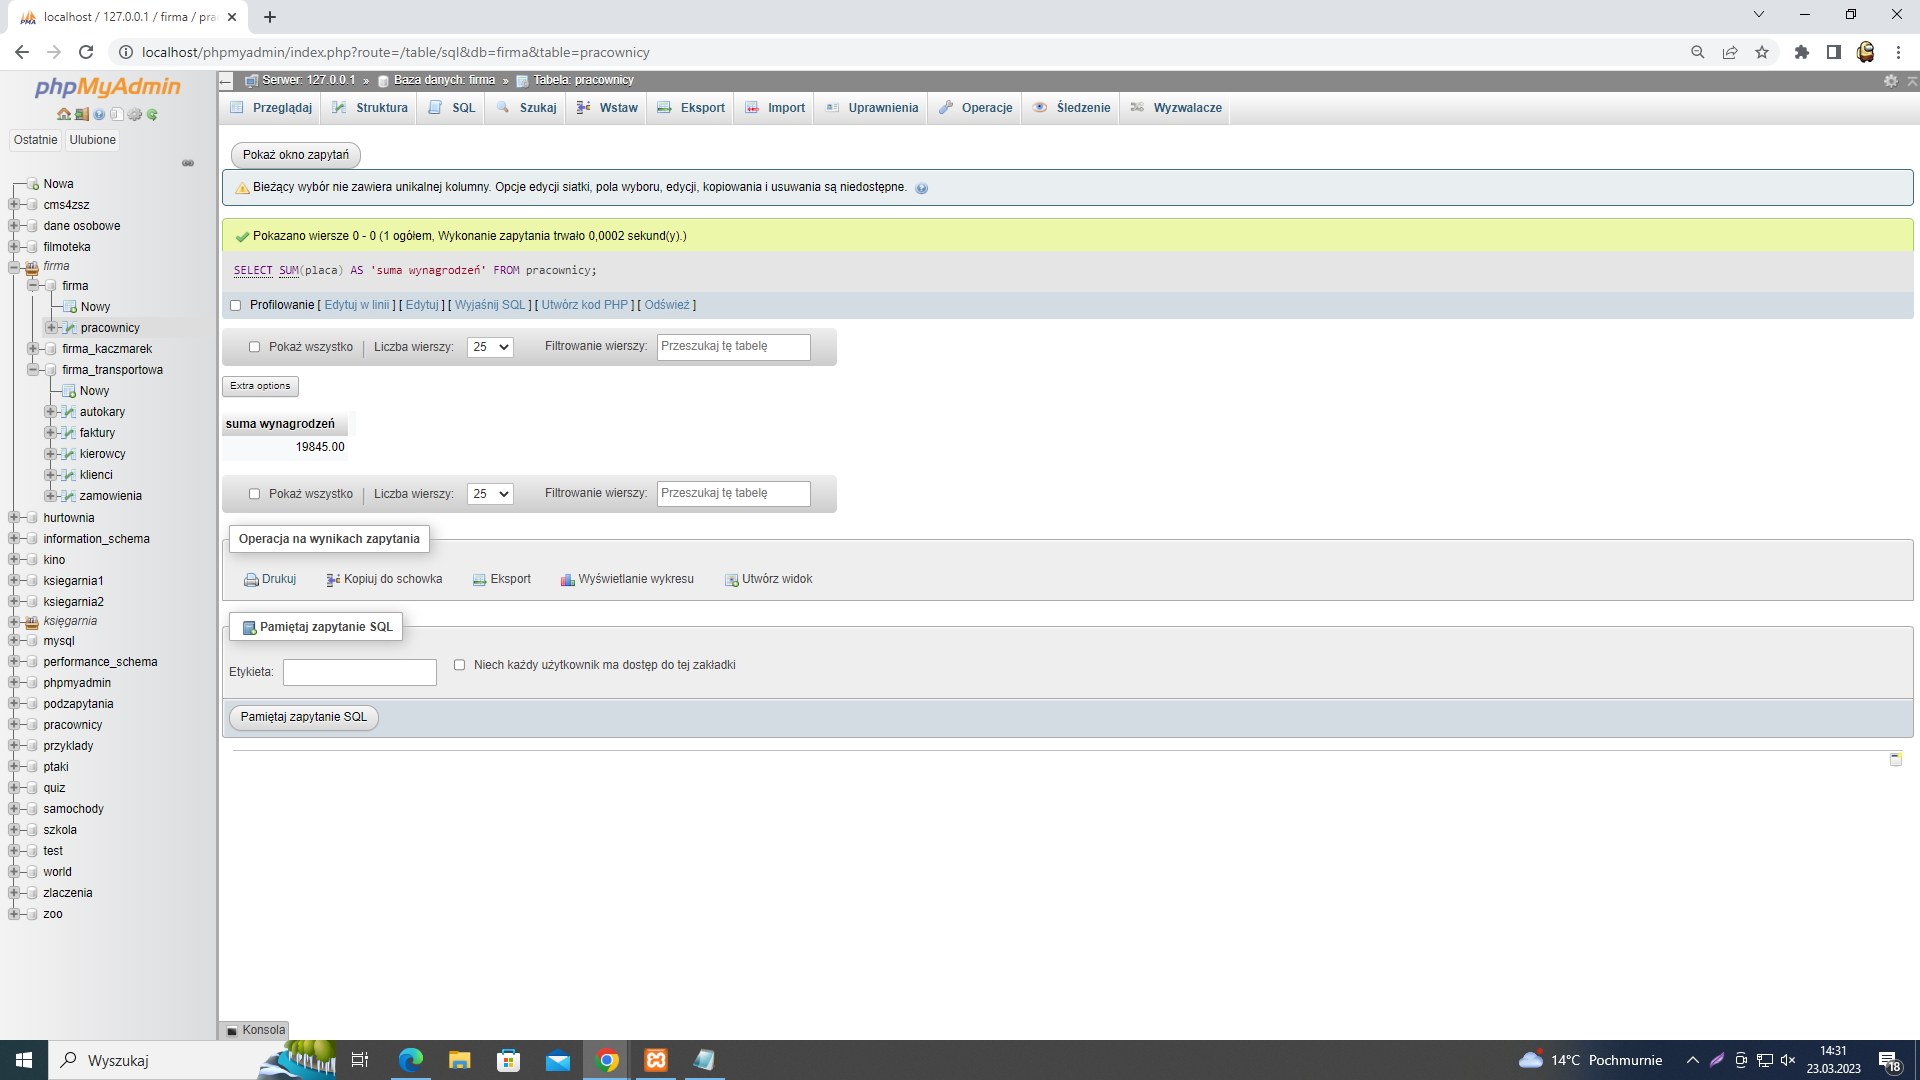 localhost / 127.0.0.1 / firma / pra
localhost/phpmyadmin/index.php?route=/table/sql&db=firma&table=pracownicy
phpMyAdmin
Ostatnie Ulubione
Nowa
cms4zsz
dane osobowe
filmoteka
firma
firma
Nowy
pracownicy
firma_kaczmarek
firma_transportowa
Nowy
autokary
faktury
kierowcy
klienci
zamowienia
hurtownia
information_schema
kino
ksiegarnia1
ksiegarnia2
księgarnia
mysql
performance_schema
phpmyadmin
podzapytania
pracownicy
przyklady
ptaki
quiz
samochody
szkola
test
world
zlaczenia
zoo
Serwer: 127.0.0.1 » Baza danych: firma » Tabela: pracownicy
Przeglądaj Struktura SQL Szukaj Wstaw Eksport Import Uprawnienia Operacje Śledzenie Wyzwalacze
Pokaż okno zapytań
Bieżący wybór nie zawiera unikalnej kolumny. Opcje edycji siatki, pola wyboru, edycji, kopiowania i usuwania są niedostępne.
Pokazano wiersze 0 - 0 (1 ogółem, Wykonanie zapytania trwało 0,0002 sekund(y).)
SELECT SUM(placa) AS 'suma wynagrodzeń' FROM pracownicy;
Profilowanie [ Edytuj w linii ] [ Edytuj ] [ Wyjaśnij SQL ] [ Utwórz kod PHP ] [ Odśwież ]
Pokaż wszystko | Liczba wierszy: 25 Filtrowanie wierszy: Przeszukaj tę tabelę
Extra options
suma wynagrodzeń
19845.00
Pokaż wszystko | Liczba wierszy: 25 Filtrowanie wierszy: Przeszukaj tę tabelę
Operacja na wynikach zapytania
Drukuj Kopiuj do schowka Eksport Wyświetlanie wykresu Utwórz widok
Pamiętaj zapytanie SQL
Etykieta: Niech każdy użytkownik ma dostęp do tej zakładki
Pamiętaj zapytanie SQL
Konsola
Wyszukaj
14°C Pochmurnie
14:31
23.03.2023
18